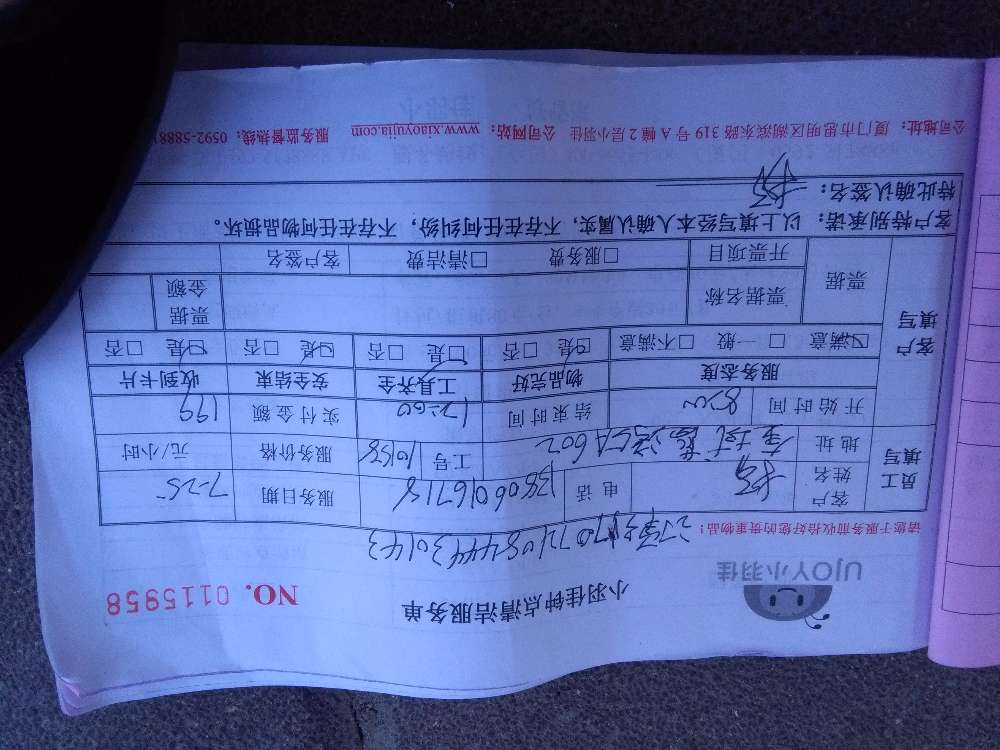 小羽佳钟点清洁服务单
UJOY小羽佳
NO. 0115958
请您于服务前收拾好您的贵重物品!
员工填写
客户姓名 电话 13806016718 服务日期 7-25
地址 A602 工号 10158 服务价格 元/小时
开始时间 8:00 结束时间 12:00 实付金额 199
客户填写
服务态度 物品完好 工具齐全 安全结束 收到卡片
☑满意 □一般 □不满意 ☑是 □否 ☑是 □否 ☑是 □否 ☑是 □否
票据 票据名称 票据金额
开票项目 □服务费 □清洁费 客户签名
客户特别承诺:以上填写经本人确认属实,不存在任何纠纷,不存在任何物品损坏。
特此确认签名:
公司地址:厦门市思明区湖滨东路319号A幢2层小羽佳 公司网站:www.xiaoyujia.com 服务监督热线:0592-5888